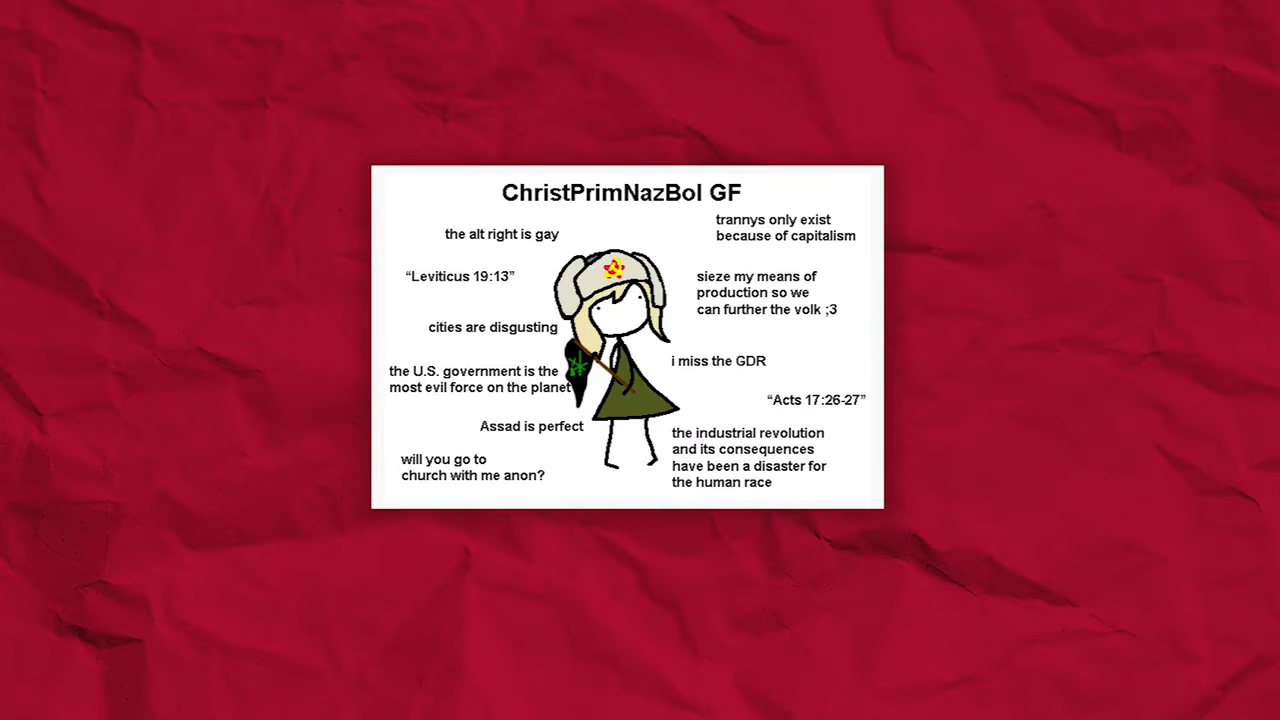 ChristPrimNazBol GF
the alt right is gay
trannys only exist
because of capitalism
“Leviticus 19:13”
sieze my means of
production so we
can further the volk ;3
cities are disgusting
i miss the GDR
the U.S. government is the
most evil force on the planet
“Acts 17:26-27”
Assad is perfect
the industrial revolution
and its consequences
have been a disaster for
the human race
will you go to
church with me anon?